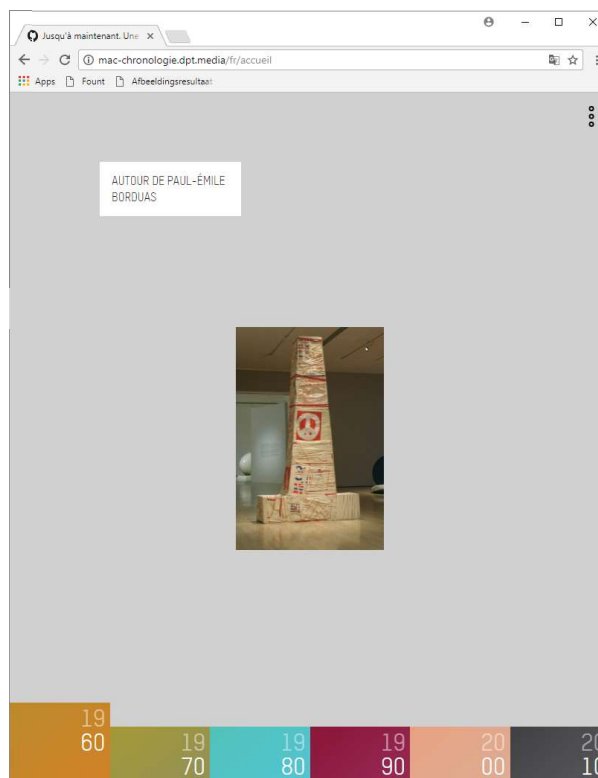 Jusqu'à maintenant. Une
mac-chronologie.dpt.media/fr/accueil
Apps Fount Afbeeldingsresultaat
AUTOUR DE PAUL-ÉMILE
BORDUAS
19
60
19
70
19
80
19
90
20
00
20
10